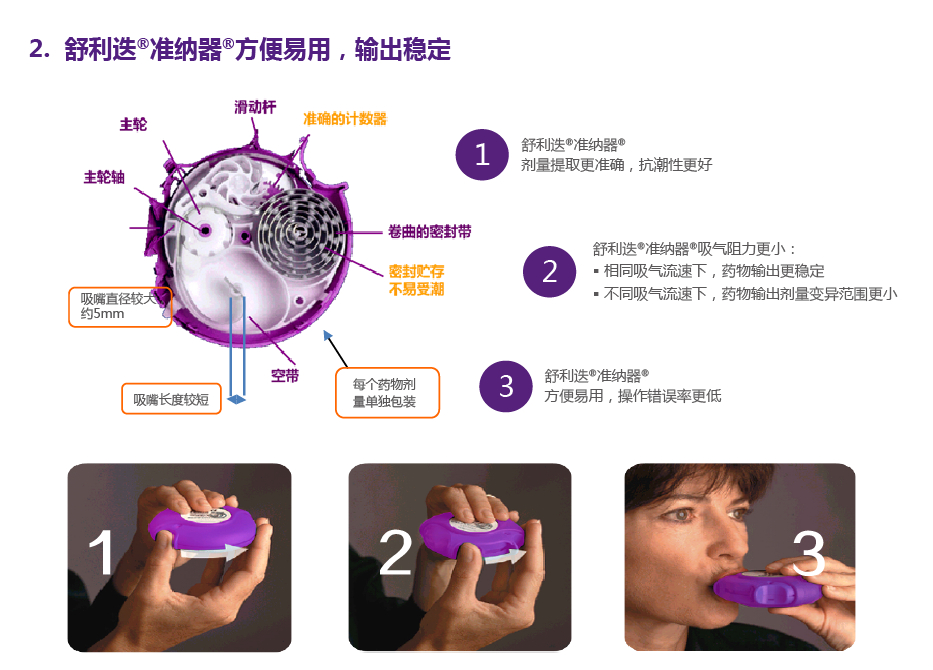 2. 舒利迭®准纳器®方便易用，输出稳定
滑动杆
准确的计数器
主轮
主轮轴
卷曲的密封带
密封贮存
不易受潮
吸嘴直径较大
约5mm
空带
吸嘴长度较短
每个药物剂
量单独包装
1
舒利迭®准纳器®
剂量提取更准确，抗潮性更好
2
舒利迭®准纳器®吸气阻力更小：
▪ 相同吸气流速下，药物输出更稳定
▪ 不同吸气流速下，药物输出剂量变异范围更小
3
舒利迭®准纳器®
方便易用，操作错误率更低
1
2
3